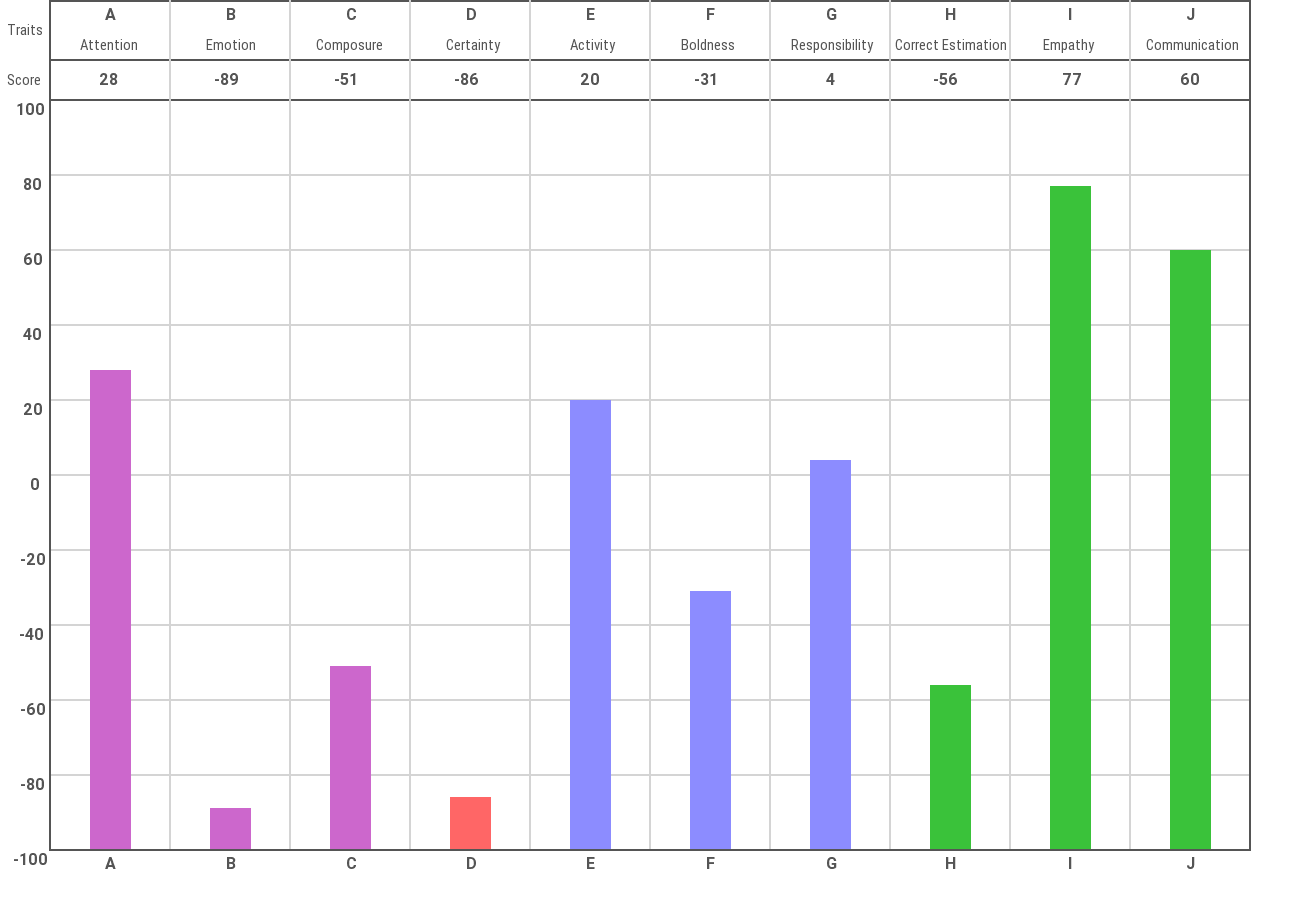 A B C D E F G H I J
Traits
Attention Emotion Composure Certainty Activity Boldness Responsibility Correct Estimation Empathy Communication
Score 28 -89 -51 -86 20 -31 4 -56 77 60
100
80
60
40
20
0
-20
-40
-60
-80
-100
A B C D E F G H I J